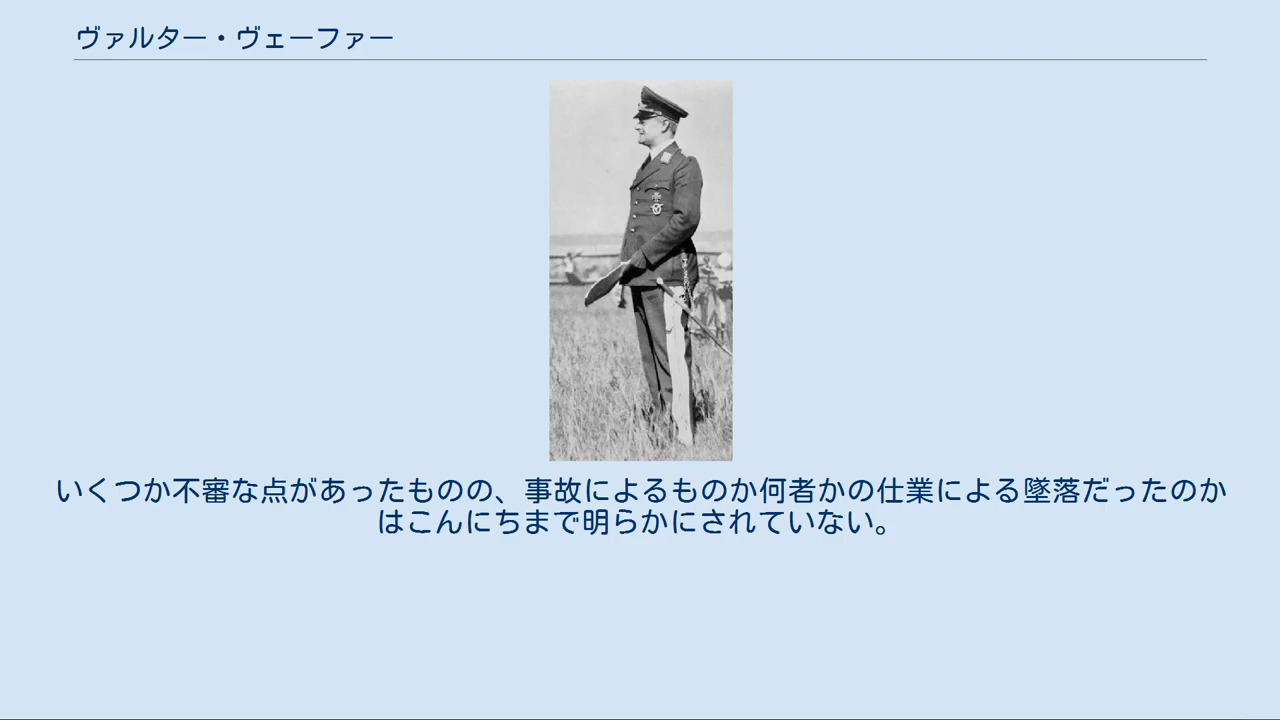 ヴァルター・ヴェーファー
いくつか不審な点があったものの、事故によるものか何者かの仕業による墜落だったのか
はこんにちまで明らかにされていない。